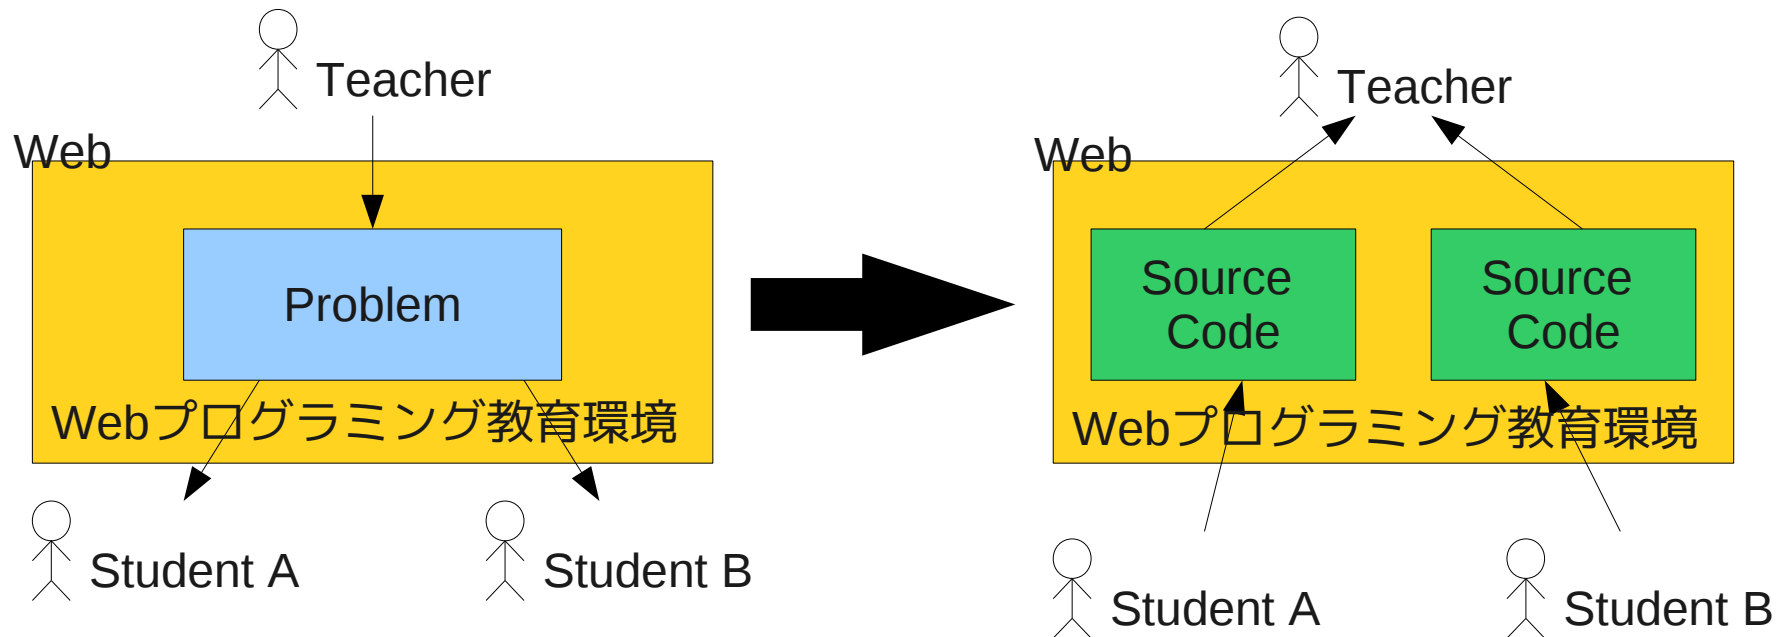 Teacher
Web
Problem
Webプログラミング教育環境
Student A
Student B
Teacher
Web
Source
Code
Source
Code
Webプログラミング教育環境
Student A
Student B